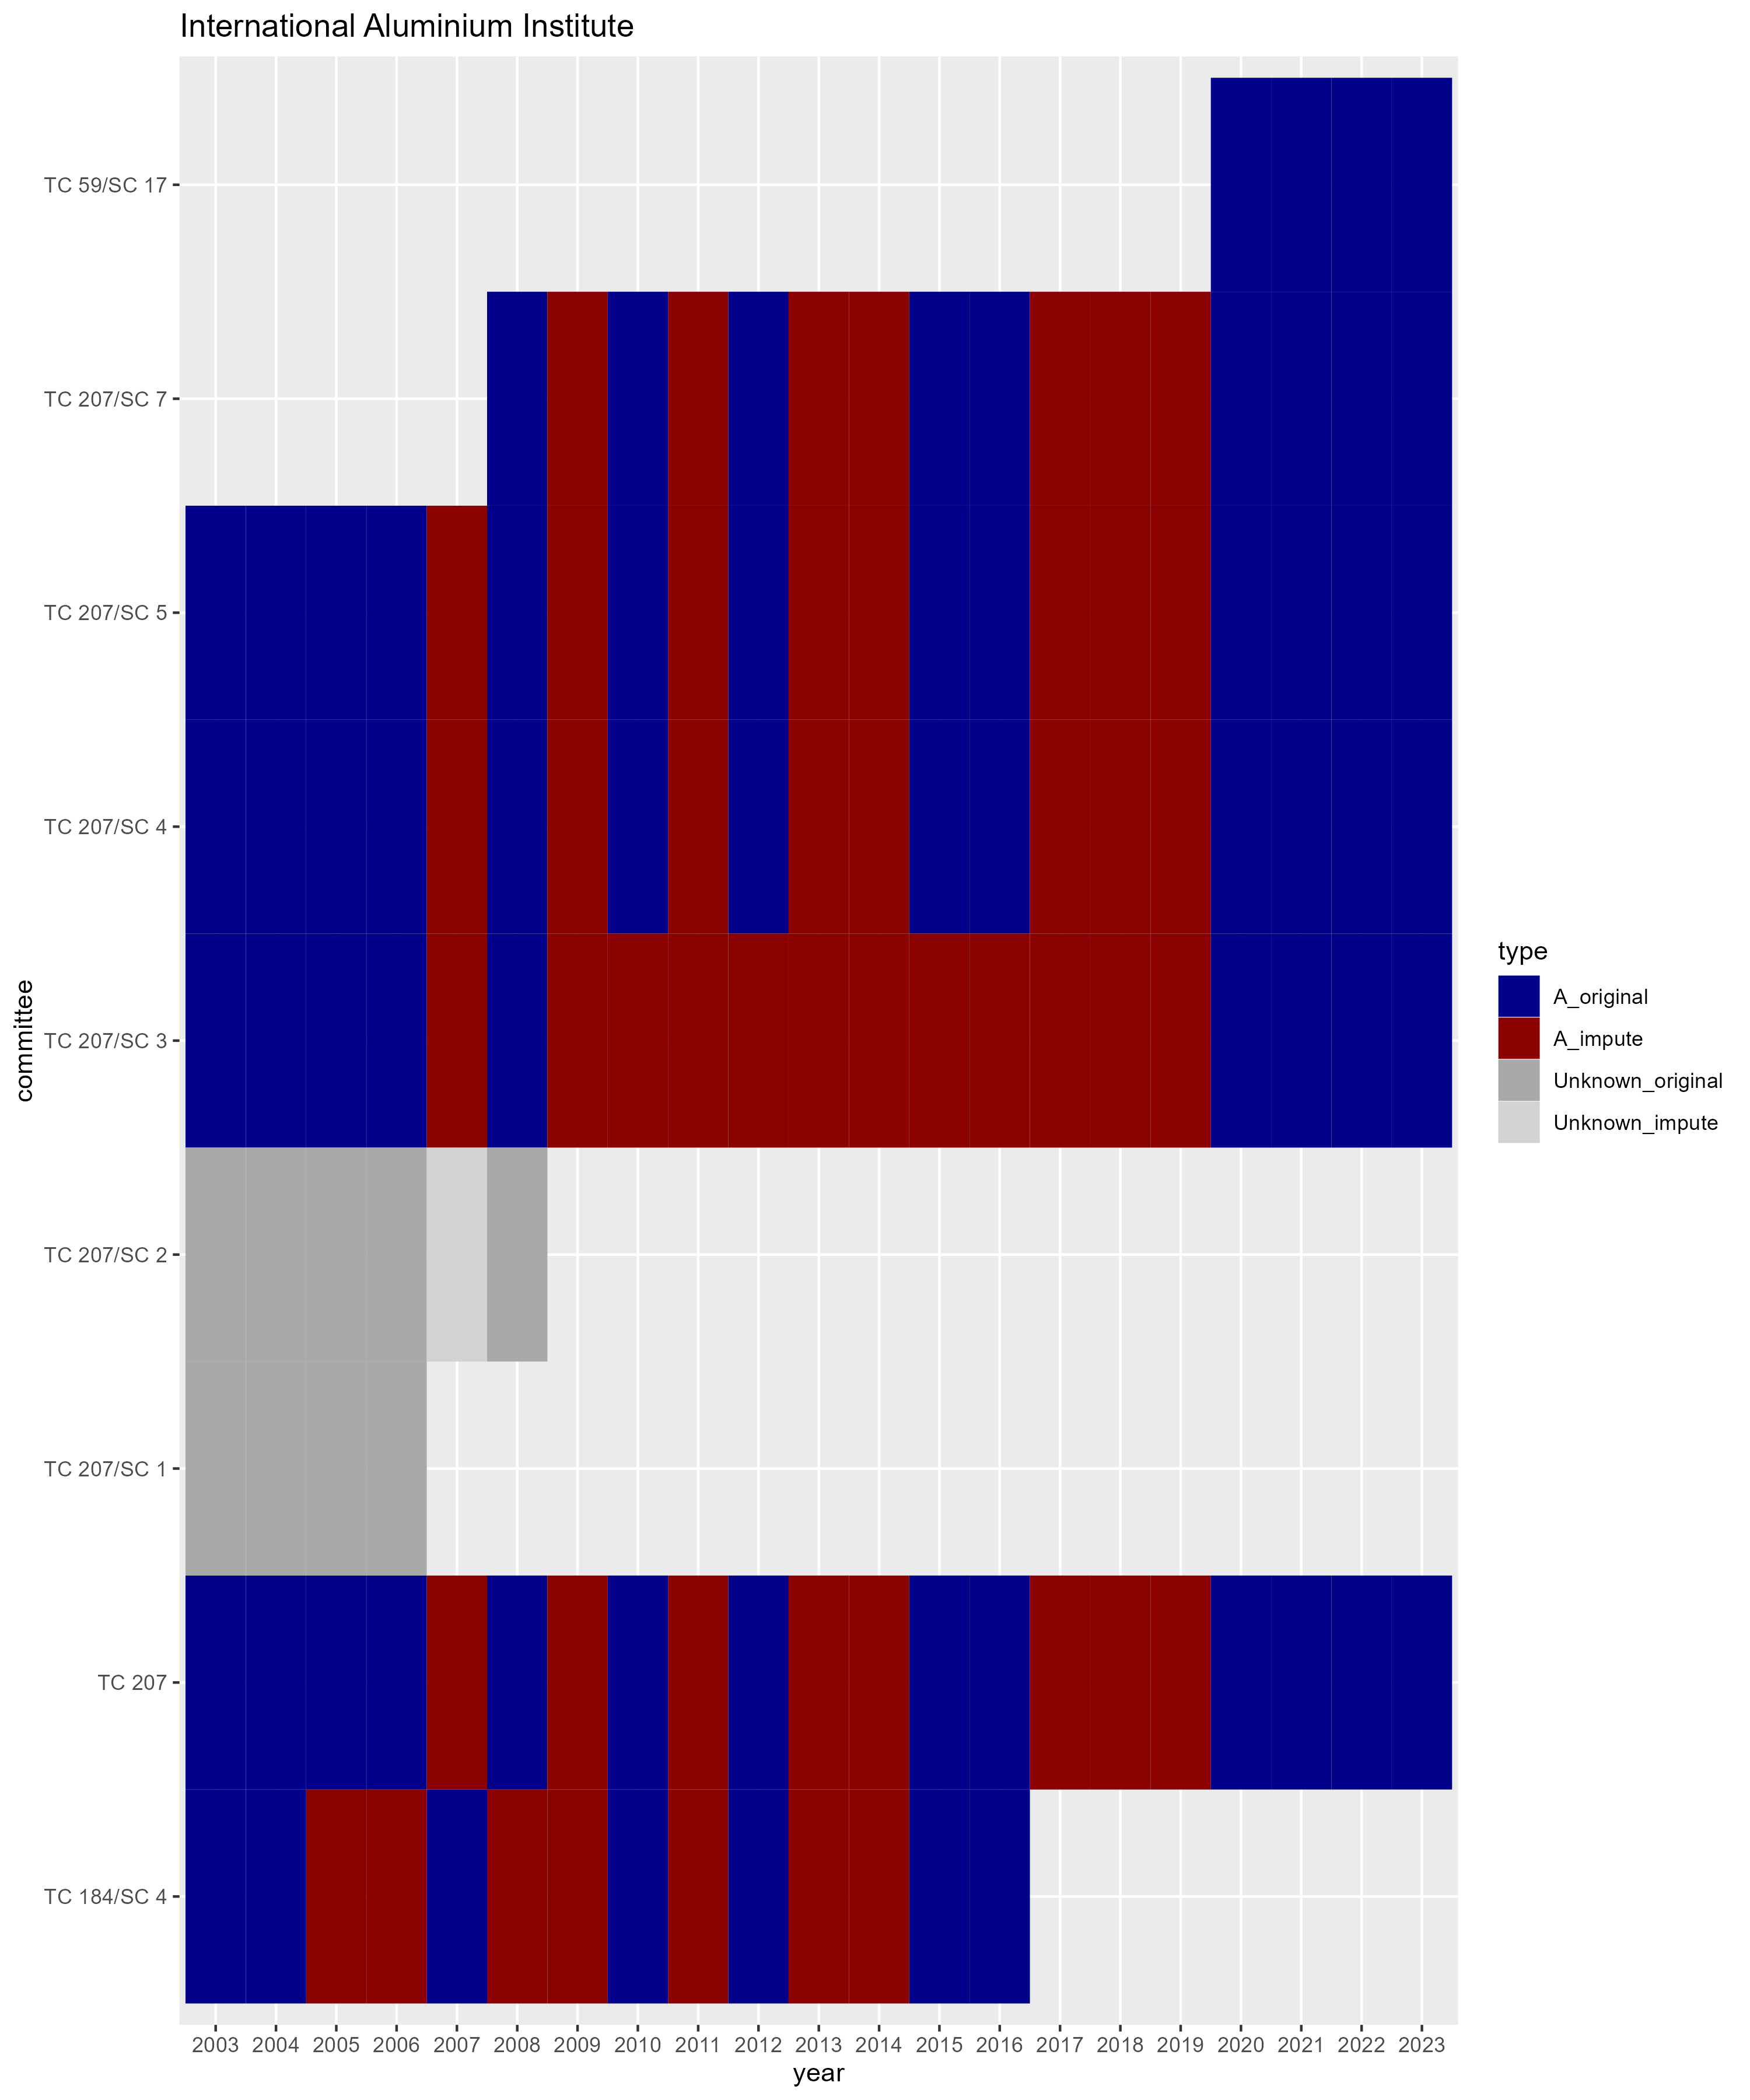 International Aluminium Institute
committee
TC 59/SC 17
TC 207/SC 7
TC 207/SC 5
TC 207/SC 4
TC 207/SC 3
TC 207/SC 2
TC 207/SC 1
TC 207
TC 184/SC 4
2003 2004 2005 2006 2007 2008 2009 2010 2011 2012 2013 2014 2015 2016 2017 2018 2019 2020 2021 2022 2023
year
type
A_original
A_impute
Unknown_original
Unknown_impute